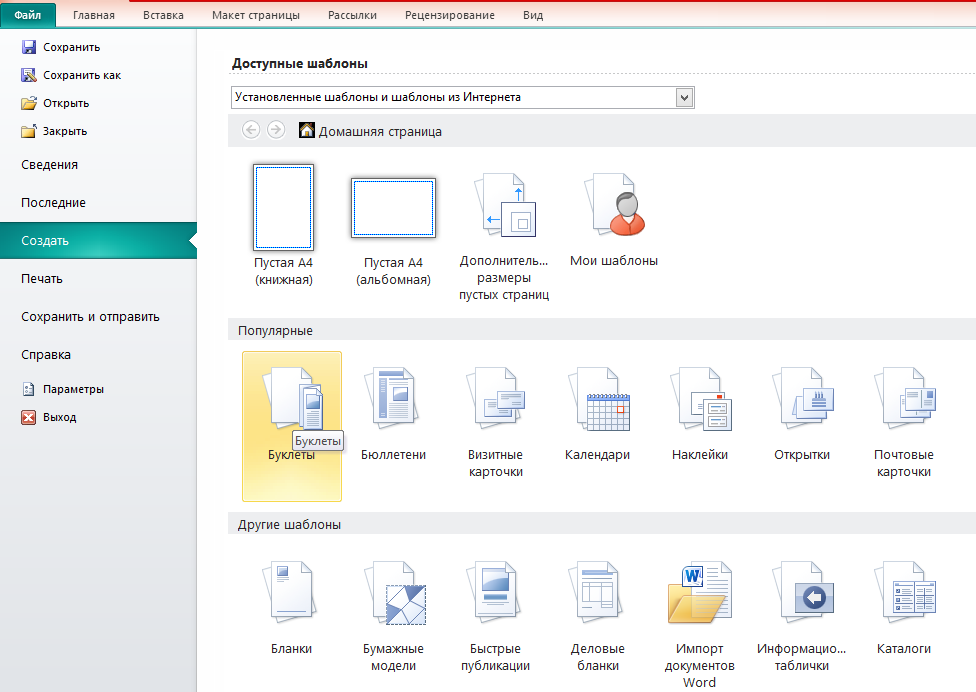 Файл Главная Вставка Макет страницы Рассылки Рецензирование Вид
Сохранить
Сохранить как
Открыть
Закрыть
Сведения
Последние
Создать
Печать
Сохранить и отправить
Справка
Параметры
Выход
Доступные шаблоны
Установленные шаблоны и шаблоны из Интернета
Домашняя страница
Пустая А4
(книжная)
Пустая А4
(альбомная)
Дополнитель...
размеры
пустых страниц
Мои шаблоны
Популярные
Буклеты
Буклеты
Бюллетени
Визитные
карточки
Календари
Наклейки
Открытки
Почтовые
карточки
Другие шаблоны
Бланки
Бумажные
модели
Быстрые
публикации
Деловые
бланки
W
Импорт
документов
Word
Информацио...
таблички
Каталоги